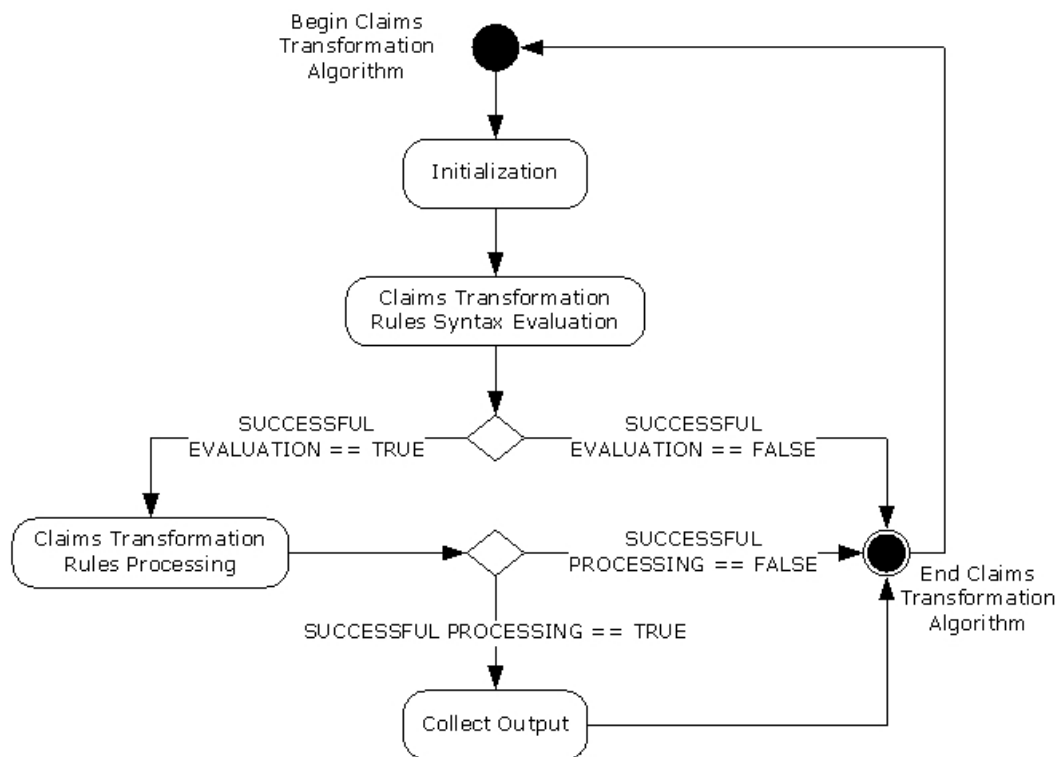 Begin Claims
Transformation
Algorithm
Initialization
Claims Transformation
Rules Syntax Evaluation
SUCCESSFUL
EVALUATION == TRUE
SUCCESSFUL
EVALUATION == FALSE
Claims Transformation
Rules Processing
SUCCESSFUL
PROCESSING == FALSE
End Claims
Transformation
Algorithm
SUCCESSFUL PROCESSING == TRUE
Collect Output